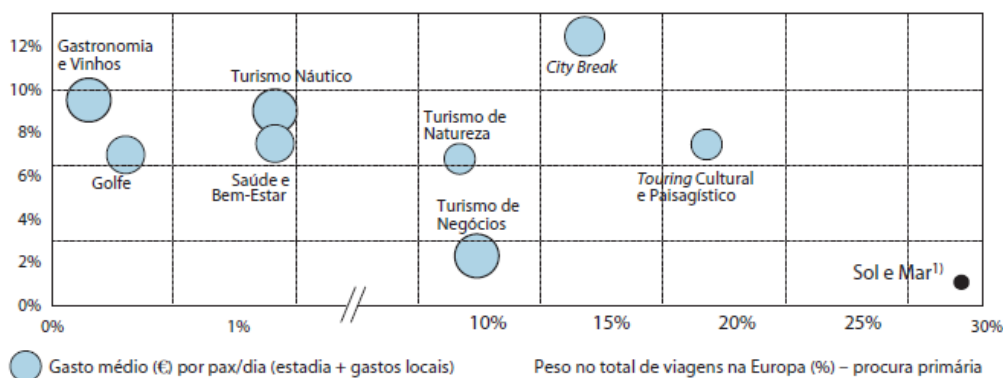 12%
10%
8%
6%
4%
2%
0%
Gastronomia
e Vinhos
Golfe
Turismo Náutico
Saúde e
Bem-Estar
Turismo de
Natureza
Turismo de
Negócios
City Break
Touring Cultural
e Paisagístico
Sol e Mar1)
0%
1%
10%
15%
20%
25%
30%
Gasto médio (€) por pax/dia (estadia + gastos locais)
Peso no total de viagens na Europa (%) – procura primária